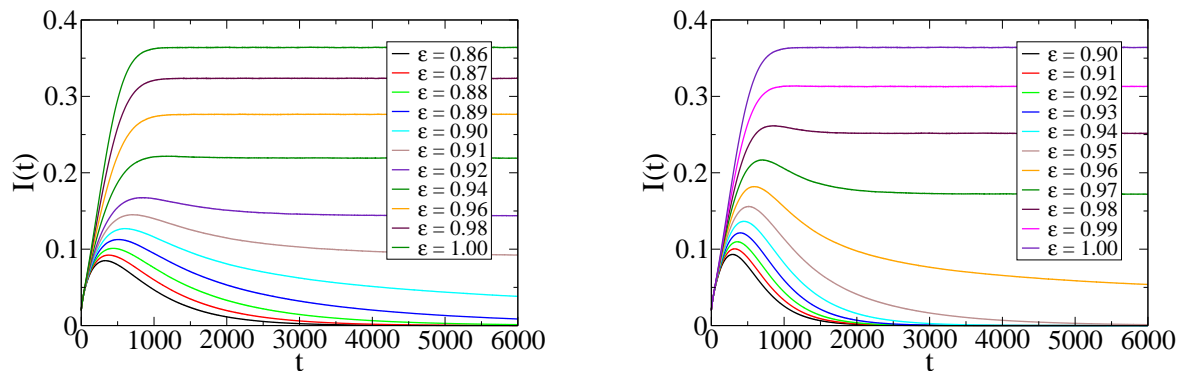 0.4
0.3
0.2
0.1
0
I(t)
0 1000 2000 3000 4000 5000 6000
t
ε = 0.86
ε = 0.87
ε = 0.88
ε = 0.89
ε = 0.90
ε = 0.91
ε = 0.92
ε = 0.94
ε = 0.96
ε = 0.98
ε = 1.00
0.4
0.3
0.2
0.1
0
I(t)
0 1000 2000 3000 4000 5000 6000
t
ε = 0.90
ε = 0.91
ε = 0.92
ε = 0.93
ε = 0.94
ε = 0.95
ε = 0.96
ε = 0.97
ε = 0.98
ε = 0.99
ε = 1.00